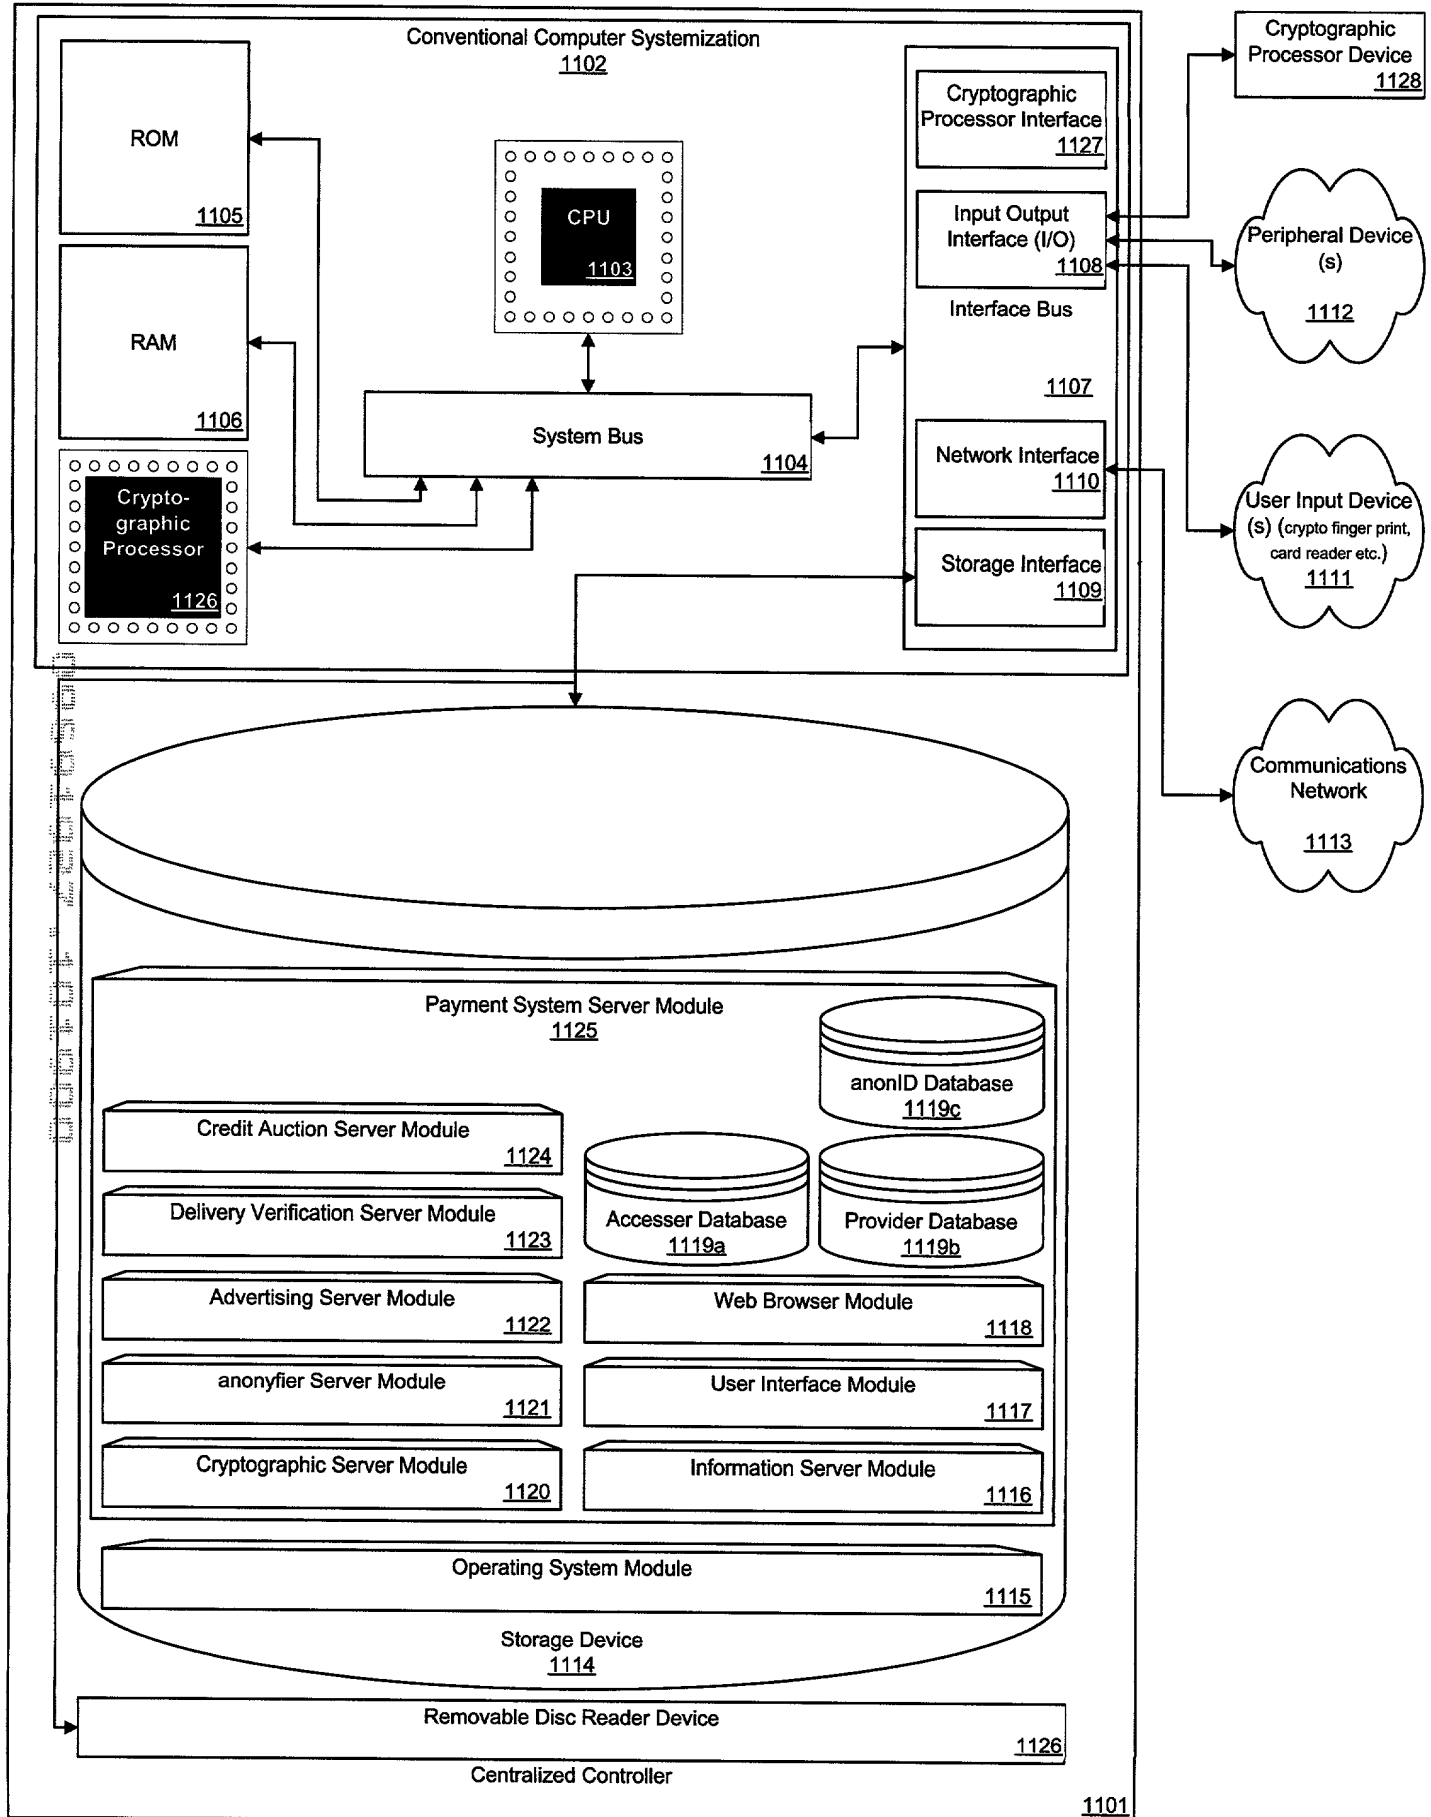 Conventional Computer Systemization
1102
ROM
1105
RAM
1106
Crypto-
graphic
Processor
1126
CPU
1103
System Bus
1104
Cryptographic
Processor Interface
1127
Input Output
Interface (I/O)
1108
Interface Bus
1107
Network Interface
1110
Storage Interface
1109
Cryptographic
Processor Device
1128
Peripheral Device
(s)
1112
User Input Device
(s) (crypto finger print,
card reader etc.)
1111
Communications
Network
1113
Payment System Server Module
1125
anonID Database
1119c
Credit Auction Server Module
1124
Accesser Database
1119a
Provider Database
1119b
Delivery Verification Server Module
1123
Advertising Server Module
1122
Web Browser Module
1118
anonyfier Server Module
1121
User Interface Module
1117
Cryptographic Server Module
1120
Information Server Module
1116
Operating System Module
1115
Storage Device
1114
Removable Disc Reader Device
1126
Centralized Controller
1101